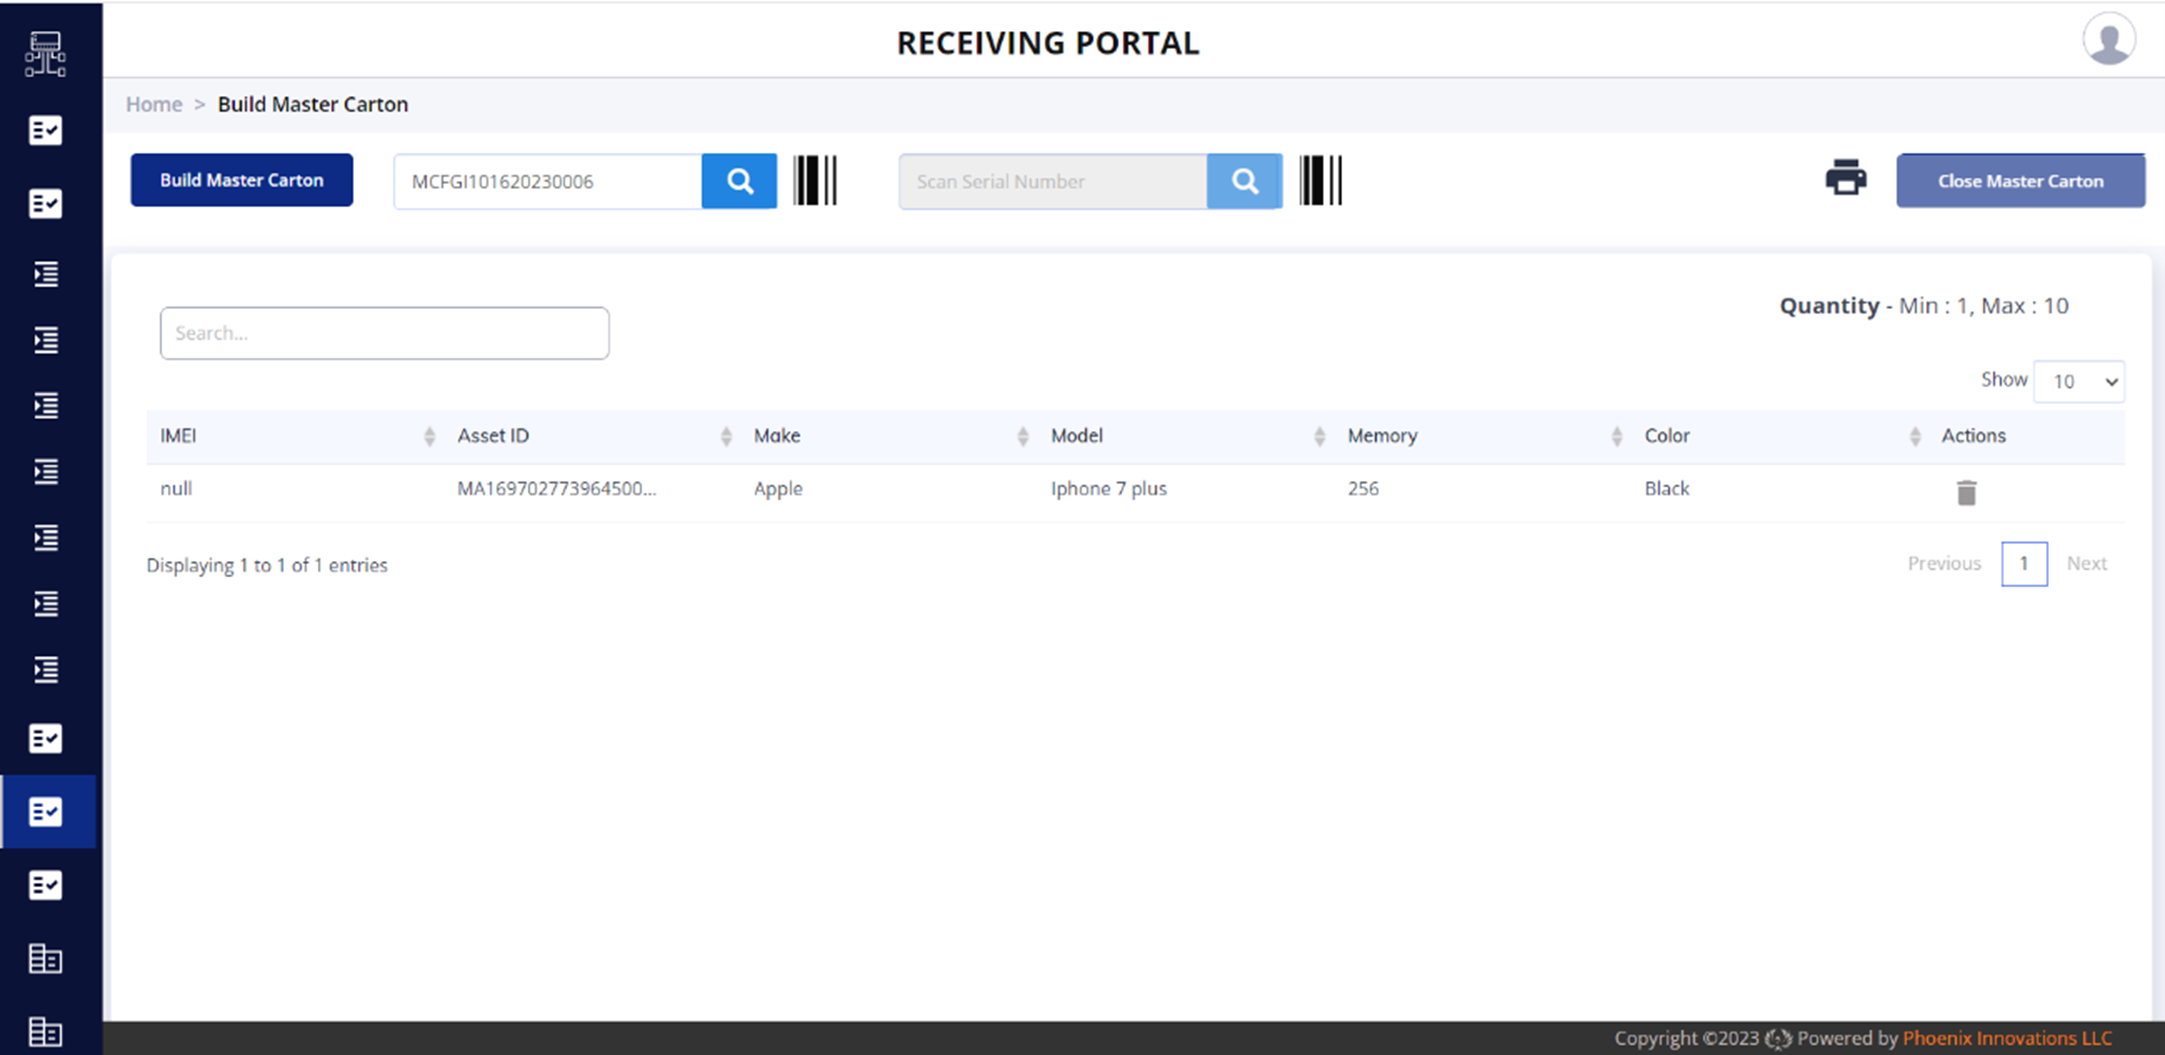 RECEIVING PORTAL
Home > Build Master Carton
Build Master Carton
MCFGI101620230006
Scan Serial Number
Close Master Carton
Quantity - Min : 1, Max : 10
Search...
Show 10
IMEI Asset ID Make Model Memory Color Actions
null MA169702773964500... Apple Iphone 7 plus 256 Black
Displaying 1 to 1 of 1 entries
Previous 1 Next
Copyright ©2023 Powered by Phoenix Innovations LLC